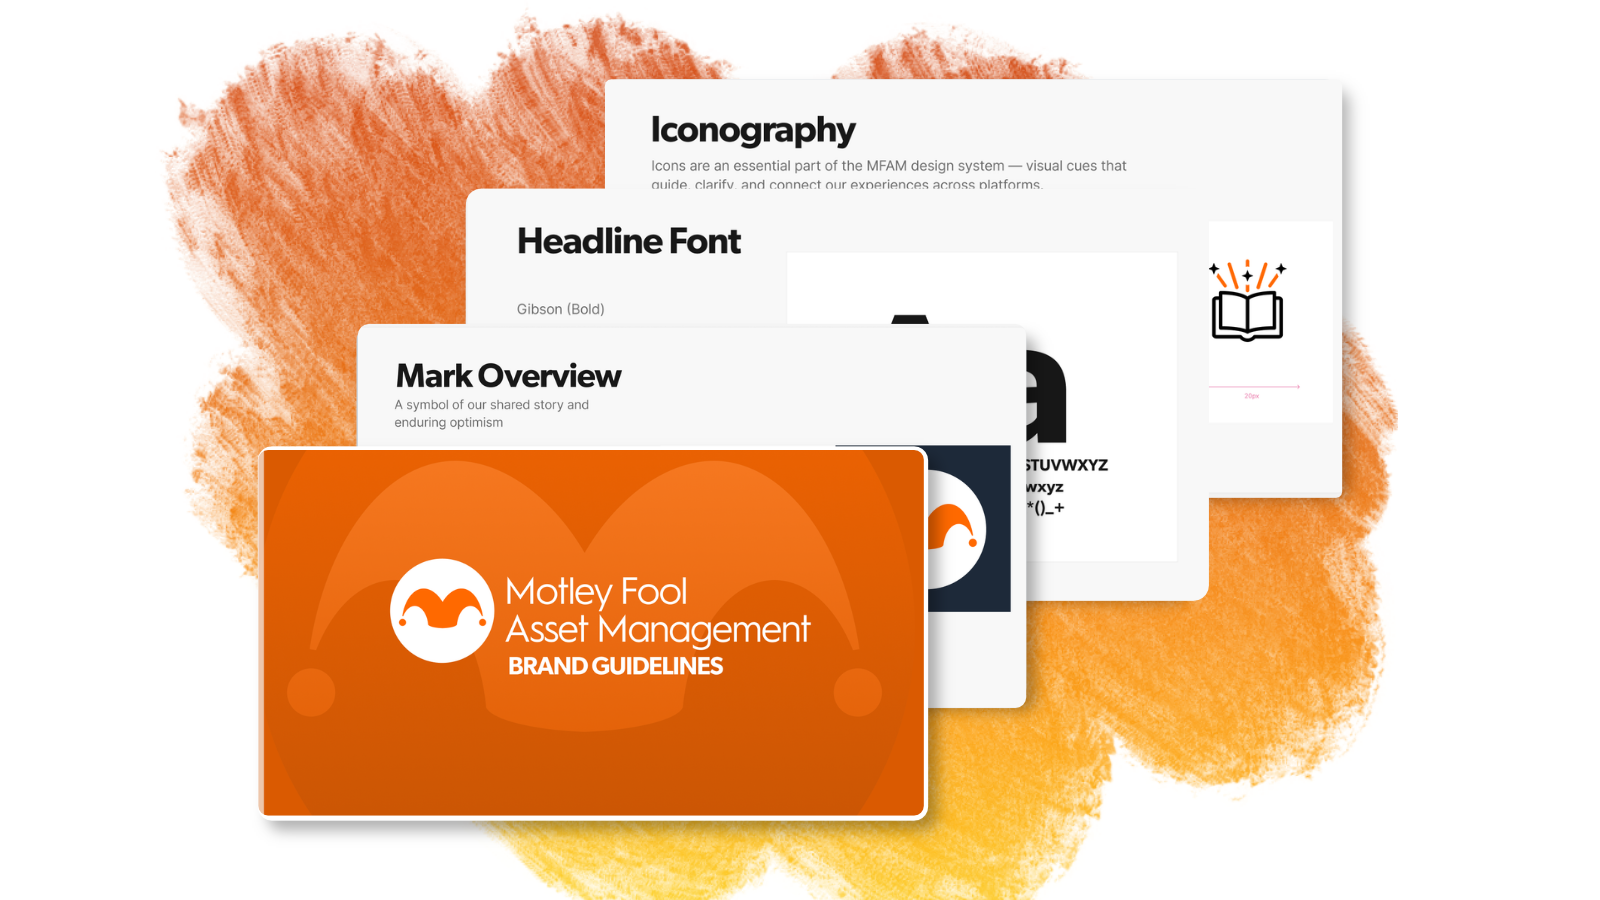 Iconography
Icons are an essential part of the MFAM design system — visual cues that
guide, clarify, and connect our experiences across platforms.
Headline Font
Gibson (Bold)
a
STUVWXYZ
wxyz
*()_+
20px
Mark Overview
A symbol of our shared story and
enduring optimism
Motley Fool
Asset Management
BRAND GUIDELINES